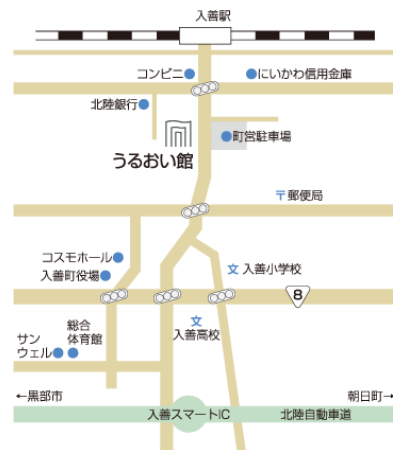 入善駅
コンビニ
にいかわ信用金庫
北陸銀行
町営駐車場
うるおい館
〒郵便局
コスモホール
入善町役場
文 入善小学校
8
文
入善高校
総合
体育館
サン
ウェル
←黒部市
朝日町→
入善スマートIC
北陸自動車道